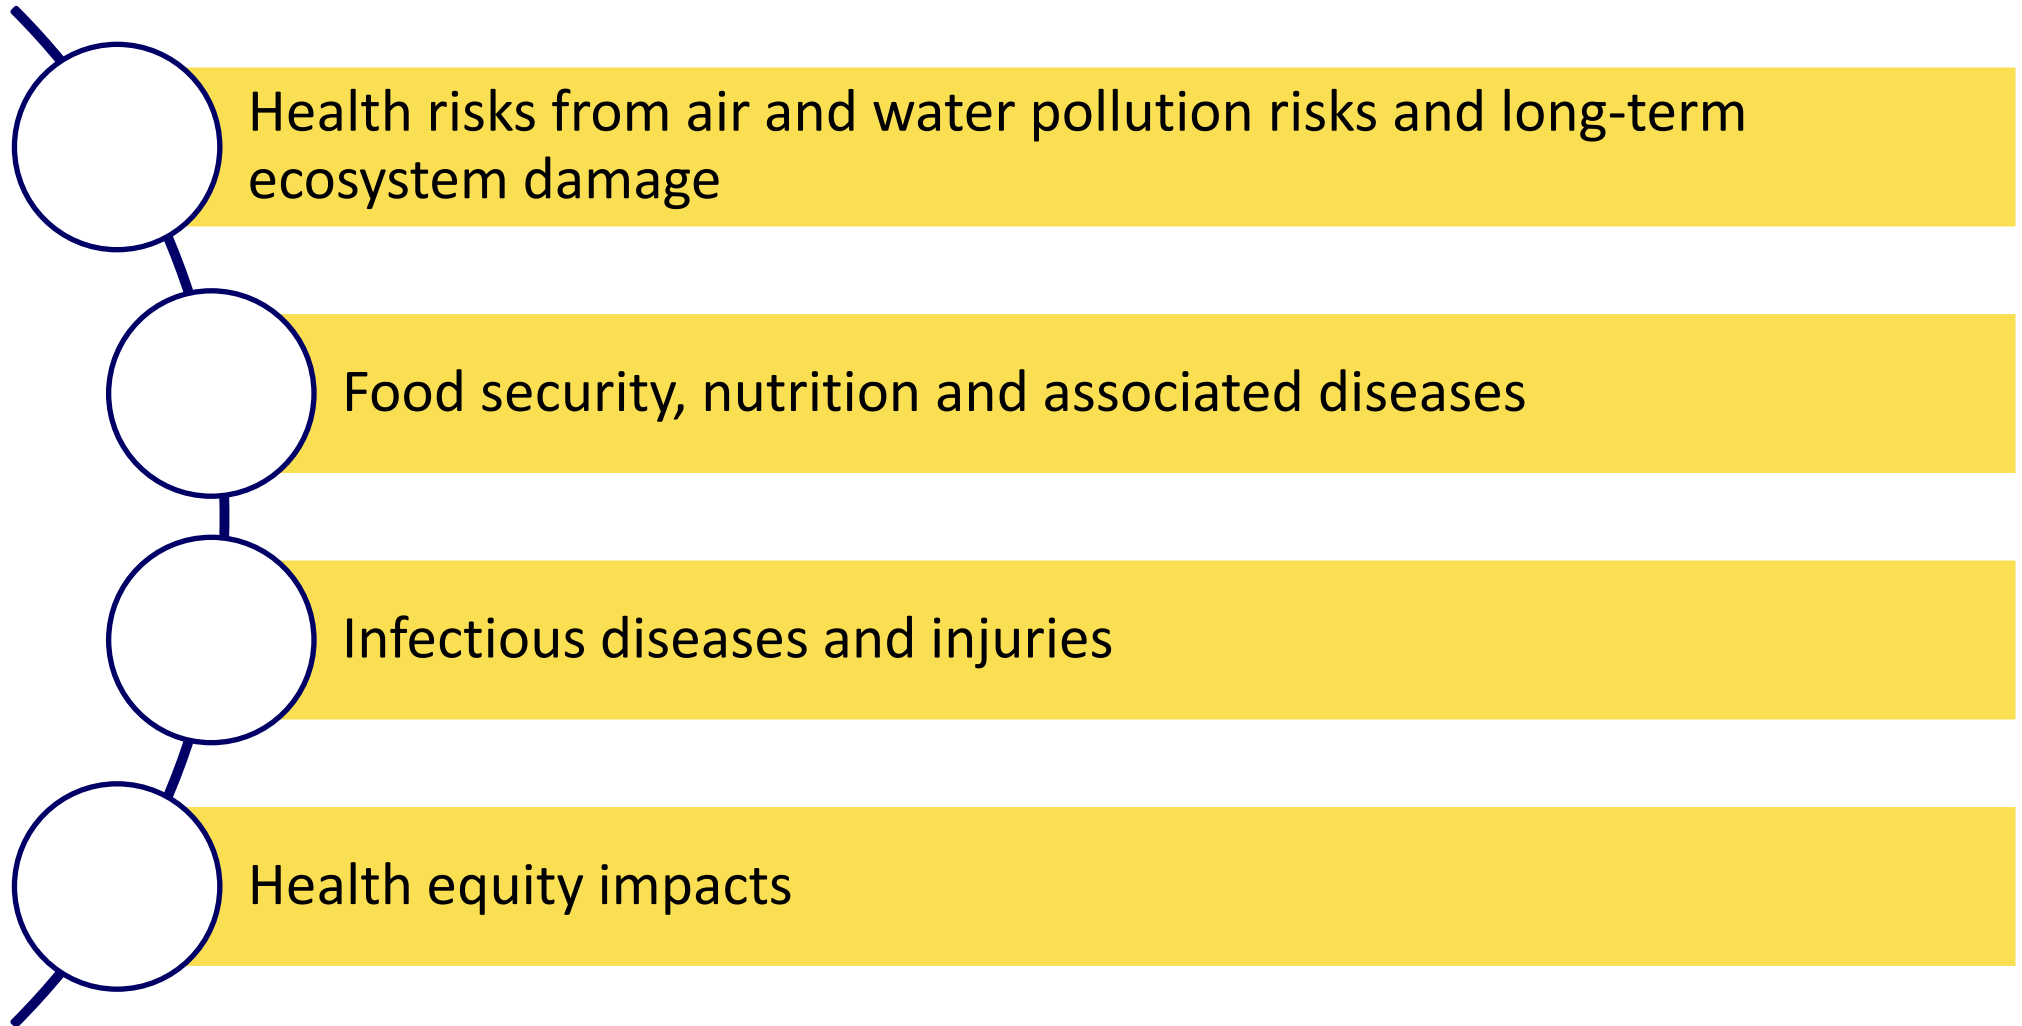 Health risks from air and water pollution risks and long-term
ecosystem damage
Food security, nutrition and associated diseases
Infectious diseases and injuries
Health equity impacts